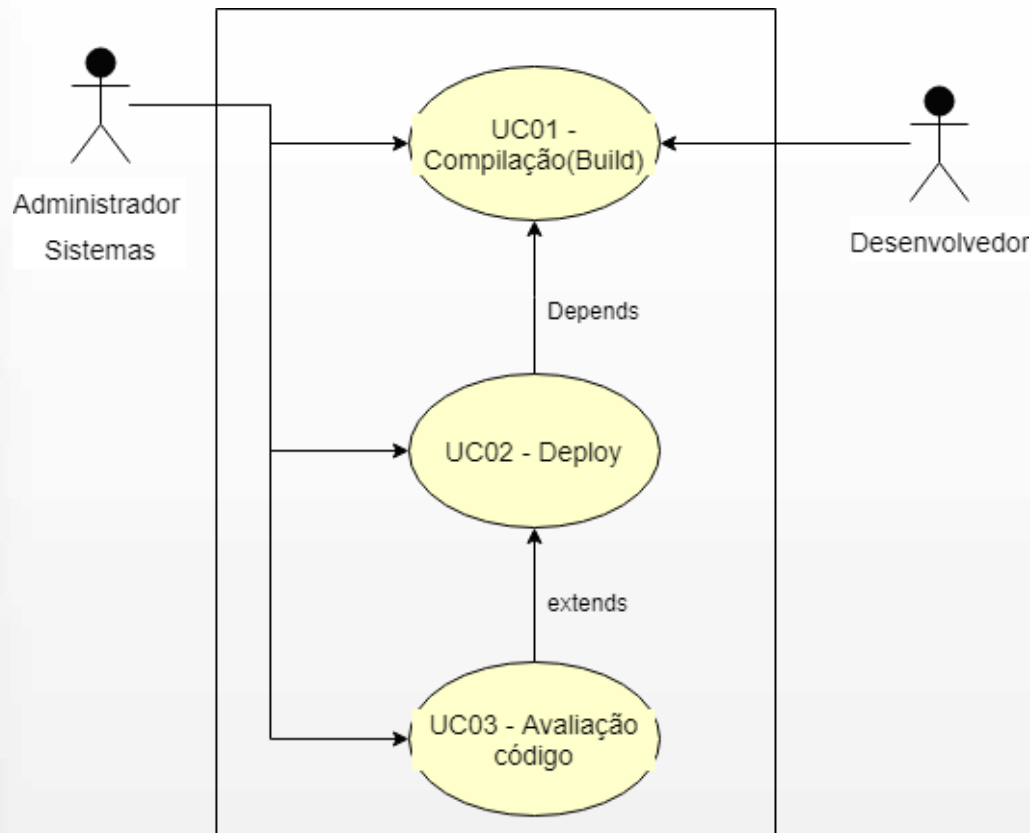 UC01 -
Compilação(Build)
Administrador
Sistemas
Desenvolvedor
Depends
UC02 - Deploy
extends
UC03 - Avaliação
código